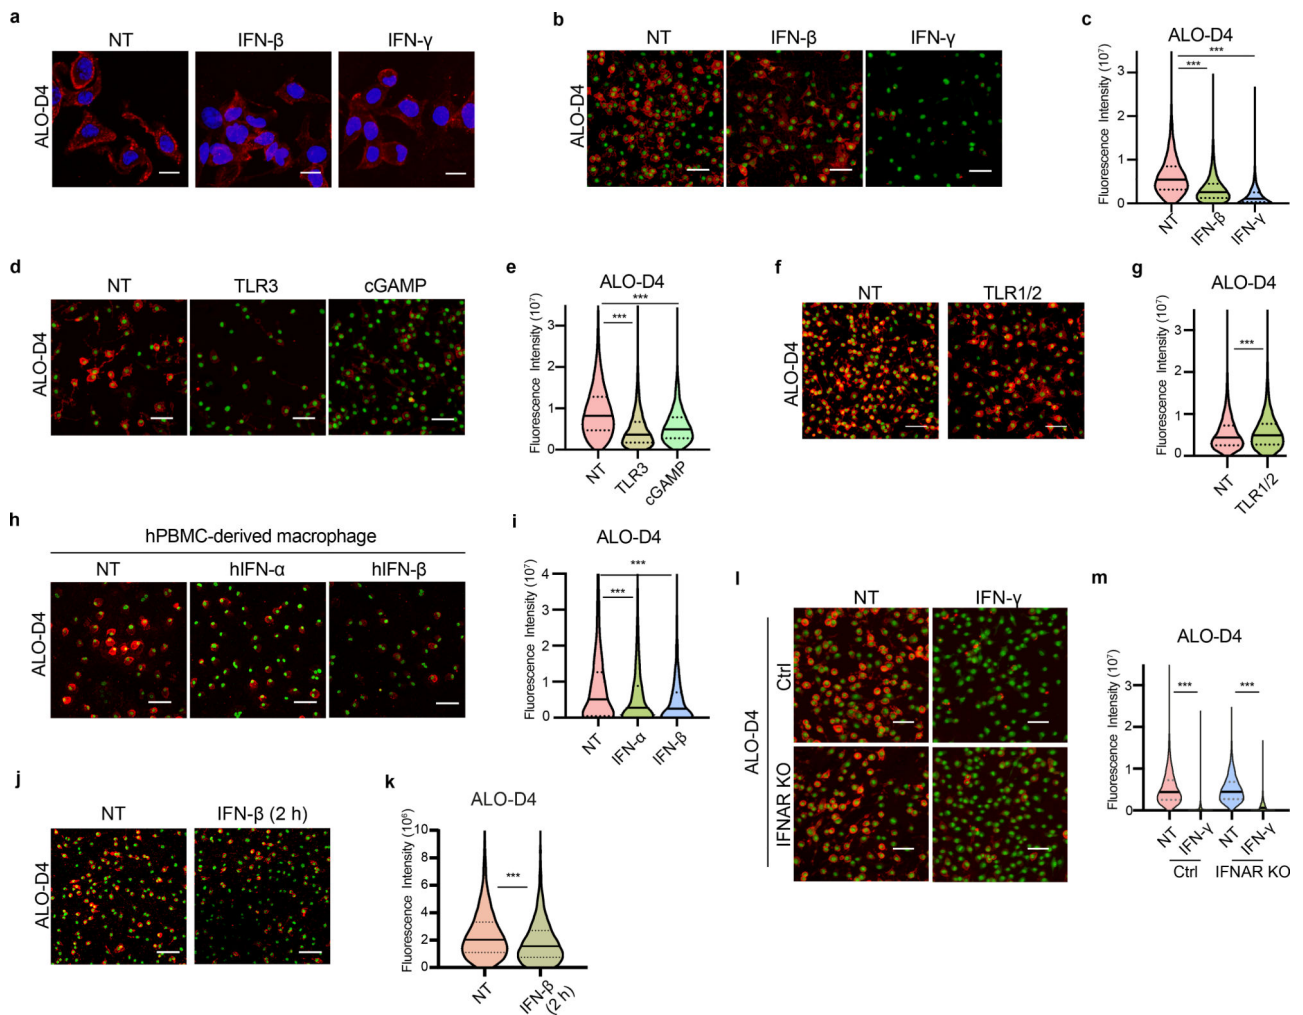 a
NT IFN-β IFN-γ
ALO-D4
b
NT IFN-β IFN-γ
ALO-D4
c
ALO-D4
Fluorescence Intensity (10⁷)
3
2
1
0
***
***
NT IFN-β IFN-γ
d
NT TLR3 cGAMP
ALO-D4
e
ALO-D4
Fluorescence Intensity (10⁷)
3
2
1
0
***
***
NT TLR3 cGAMP
f
NT TLR1/2
ALO-D4
g
ALO-D4
Fluorescence Intensity (10⁷)
3
2
1
0
***
NT TLR1/2
h
hPBMC-derived macrophage
NT hIFN-α hIFN-β
ALO-D4
i
ALO-D4
Fluorescence Intensity (10⁷)
4
3
2
1
0
***
***
NT IFN-α IFN-β
j
NT IFN-β (2 h)
ALO-D4
k
ALO-D4
Fluorescence Intensity (10⁶)
10
8
6
4
2
0
***
NT IFN-β
(2 h)
l
NT IFN-γ
ALO-D4
Ctrl
IFNAR KO
m
ALO-D4
Fluorescence Intensity (10⁷)
3
2
1
0
*** ***
NT IFN-γ NT IFN-γ
Ctrl IFNAR KO